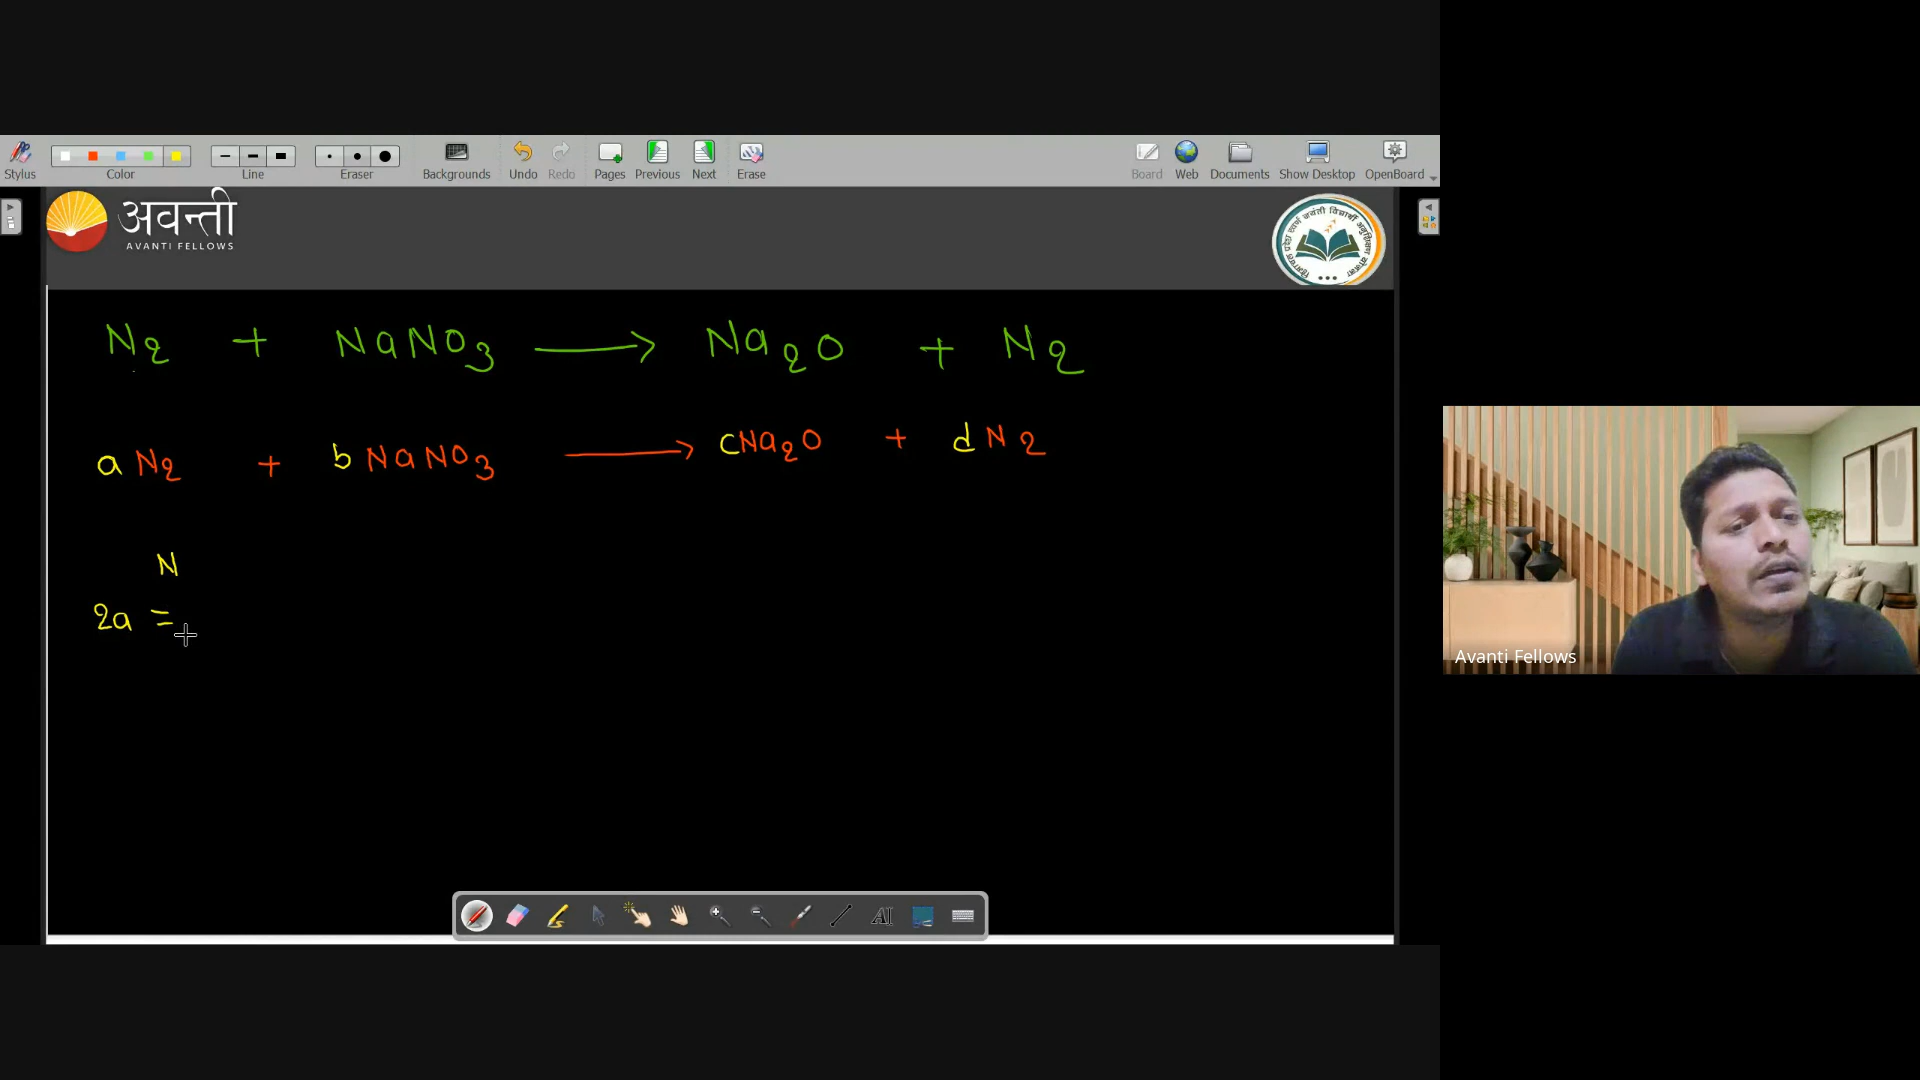 Stylus Color Line Eraser Backgrounds Undo Redo Pages Previous Next Erase Board Web Documents Show Desktop OpenBoard
अवन्ती
AVANTI FELLOWS
N2 + NaNO3 ⟶ Na2O + N2
a N2 + b NaNO3 ⟶ cNa2O + d N2
N
2a =
Avanti Fellows